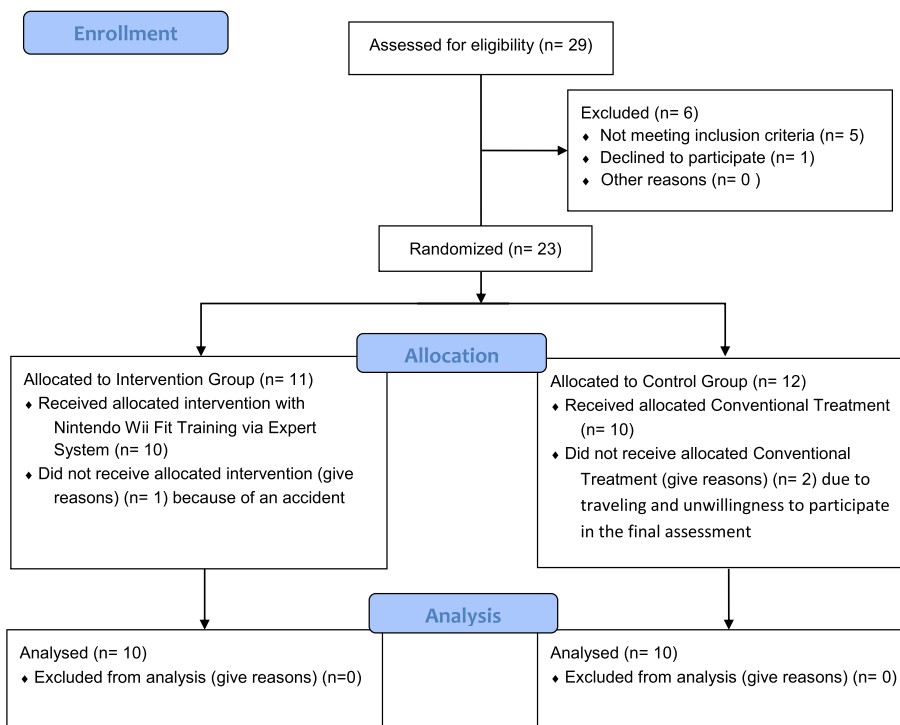 Enrollment
Assessed for eligibility (n= 29)
Excluded (n= 6)
♦ Not meeting inclusion criteria (n= 5)
♦ Declined to participate (n= 1)
♦ Other reasons (n= 0 )
Randomized (n= 23)
Allocation
Allocated to Intervention Group (n= 11)
♦ Received allocated intervention with
Nintendo Wii Fit Training via Expert
System (n= 10)
♦ Did not receive allocated intervention (give
reasons) (n= 1) because of an accident
Allocated to Control Group (n= 12)
♦ Received allocated Conventional Treatment
(n= 10)
♦ Did not receive allocated Conventional
Treatment (give reasons) (n= 2) due to
traveling and unwillingness to participate
in the final assessment
Analysis
Analysed (n= 10)
♦ Excluded from analysis (give reasons) (n=0)
Analysed (n= 10)
♦ Excluded from analysis (give reasons) (n= 0)